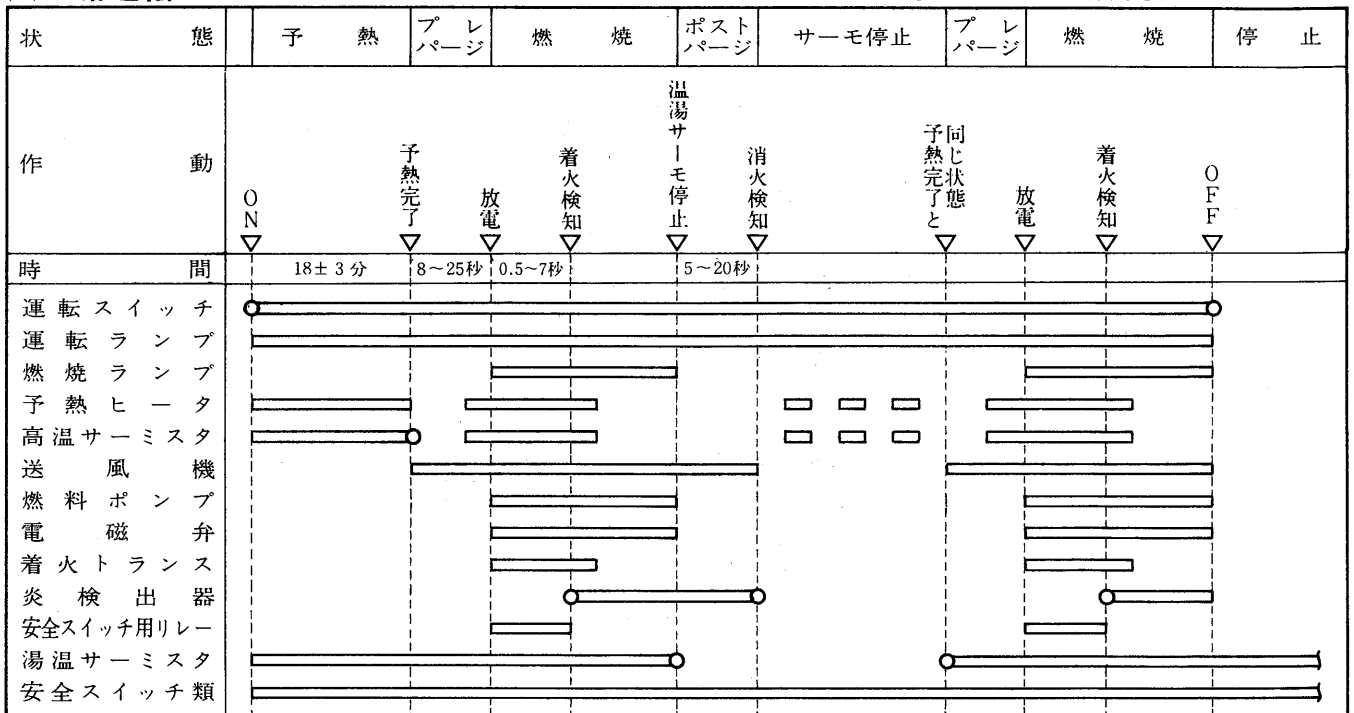 状態 予熱 プレパージ 燃焼 ポストパージ サーモ停止 プレパージ 燃焼 停止
作動
ON
予熱完了
放電
着火検知
温湯サーモ停止
消火検知
予熱完了と
同じ状態
放電
着火検知
OFF
時間 18±3分 8~25秒 0.5~7秒 5~20秒
運転スイッチ
運転ランプ
燃焼ランプ
予熱ヒータ
高温サーミスタ
送風機
燃料ポンプ
電磁弁
着火トランス
炎検出器
安全スイッチ用リレー
湯温サーミスタ
安全スイッチ類